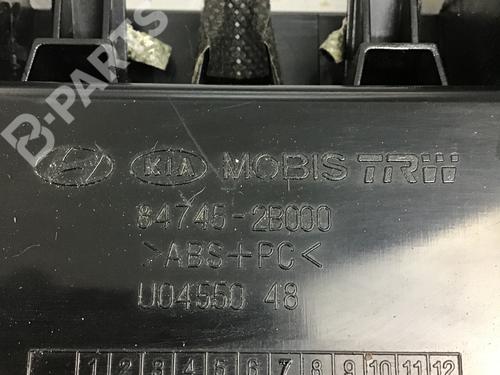 B-PARTS
KIA MOBIS TRW
84745-2B000
>ABS+PC<
U04550 48
1 2 3 4 5 6 7 8 9 10 11 12